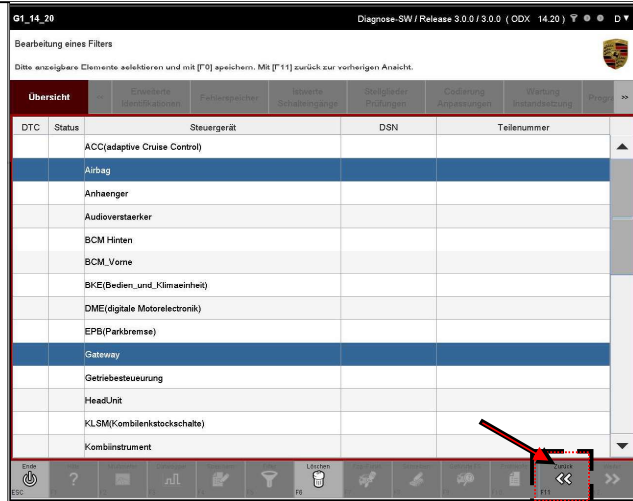 G1_14_20 Diagnose-SW / Release 3.0.0 / 3.0.0 ( ODX 14.20 ) D
Bearbeitung eines Filters
Bitte anzeigbare Elemente selektieren und mit [F8] speichern. Mit [F11] zurück zur vorherigen Ansicht.
Übersicht Erweiterte Identifikationen Fehlerspeicher Istwerte Schalteingänge Stellglieder Prüfungen Codierung Anpassungen Wartung Instandsetzung
DTC Status Steuergerät DSN Teilenummer
ACC(adaptive Cruise Control)
Airbag
Anhaenger
Audioverstaerker
BCM Hinten
BCM_Vorne
BKE(Bedien_und_Klimaeinheit)
DME(digitale Motorelectronik)
EPB(Parkbremse)
Gateway
Getriebesteueurung
HeadUnit
KLSM(Kombilenkstockschalte)
Kombiinstrument
Ende Löschen Zurück
ESC F8 F11